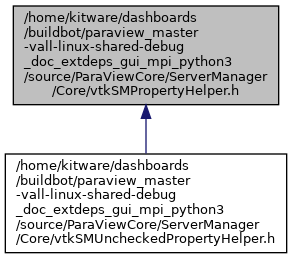 /home/kitware/dashboards
/buildbot/paraview_master
-vall-linux-shared-debug
_doc_extdeps_gui_mpi_python3
/source/ParaViewCore/ServerManager
/Core/vtkSMPropertyHelper.h
/home/kitware/dashboards
/buildbot/paraview_master
-vall-linux-shared-debug
_doc_extdeps_gui_mpi_python3
/source/ParaViewCore/ServerManager
/Core/vtkSMUncheckedPropertyHelper.h